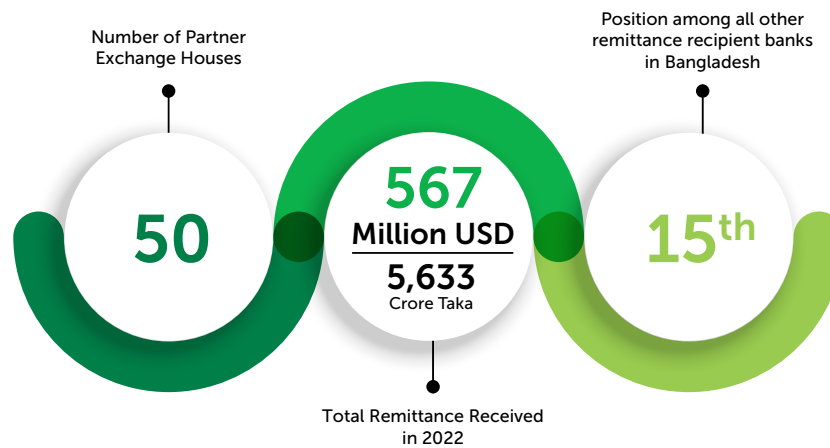 Number of Partner
Exchange Houses
50
567
Million USD
5,633
Crore Taka
Total Remittance Received
in 2022
Position among all other
remittance recipient banks
in Bangladesh
15th